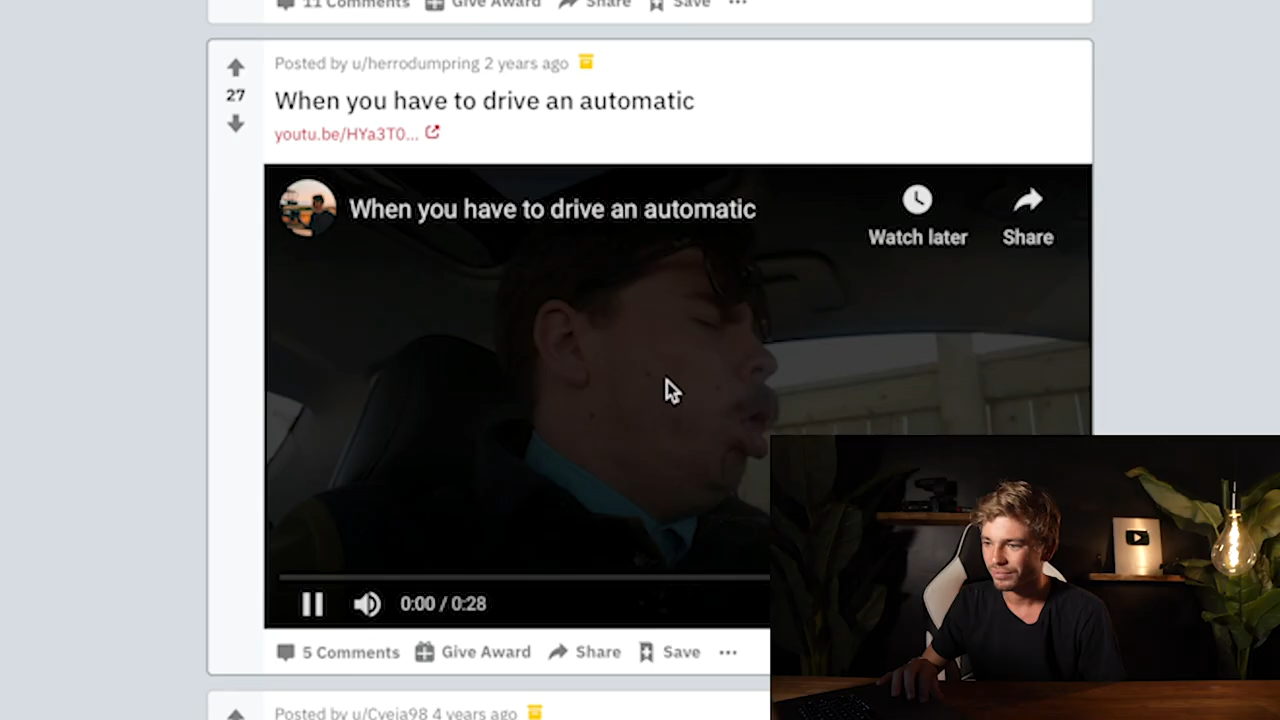 11 Comments Give Award Share Save
Posted by u/herrodumpring 2 years ago
27
When you have to drive an automatic
youtu.be/HYa3T0...
When you have to drive an automatic
Watch later Share
0:00 / 0:28
5 Comments Give Award Share Save
Posted by u/Cveja98 4 years ago